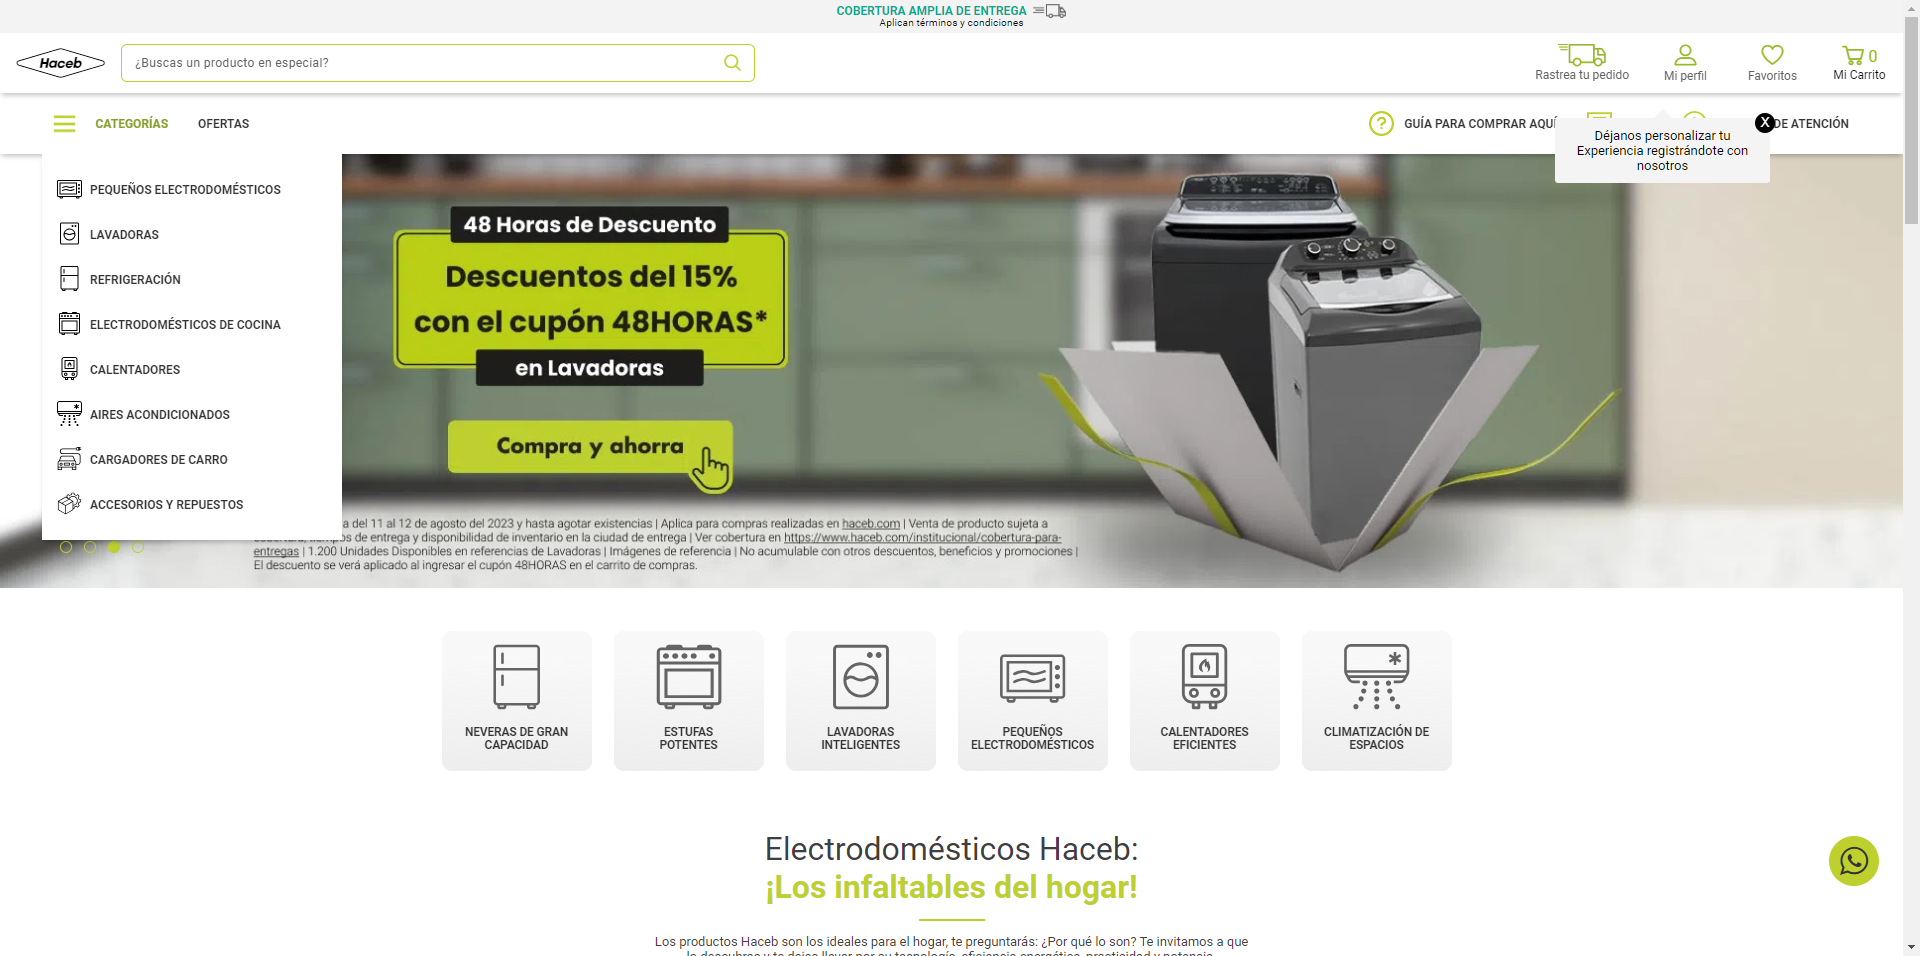 COBERTURA AMPLIA DE ENTREGA
Aplican términos y condiciones
Haceb
¿Buscas un producto en especial?
Rastrea tu pedido
Mi perfil
Favoritos
0
Mi Carrito
CATEGORÍAS
OFERTAS
GUÍA PARA COMPRAR AQUÍ
DE ATENCIÓN
X
Déjanos personalizar tu
Experiencia registrándote con
nosotros
PEQUEÑOS ELECTRODOMÉSTICOS
LAVADORAS
REFRIGERACIÓN
ELECTRODOMÉSTICOS DE COCINA
CALENTADORES
AIRES ACONDICIONADOS
CARGADORES DE CARRO
ACCESORIOS Y REPUESTOS
48 Horas de Descuento
Descuentos del 15%
con el cupón 48HORAS*
en Lavadoras
Compra y ahorra
del 11 al 12 de agosto del 2023 y hasta agotar existencias | Aplica para compras realizadas en haceb.com | Venta de producto sujeta a
de entrega y disponibilidad de inventario en la ciudad de entrega | Ver cobertura en https://www.haceb.com/institucional/cobertura-para-
entregas | 1.200 Unidades Disponibles en referencias de Lavadoras | Imágenes de referencia | No acumulable con otros descuentos, beneficios y promociones |
El descuento se verá aplicado al ingresar el cupón 48HORAS en el carrito de compras.
NEVERAS DE GRAN
CAPACIDAD
ESTUFAS
POTENTES
LAVADORAS
INTELIGENTES
PEQUEÑOS
ELECTRODOMÉSTICOS
CALENTADORES
EFICIENTES
CLIMATIZACIÓN DE
ESPACIOS
Electrodomésticos Haceb:
¡Los infaltables del hogar!
Los productos Haceb son los ideales para el hogar, te preguntarás: ¿Por qué lo son? Te invitamos a que